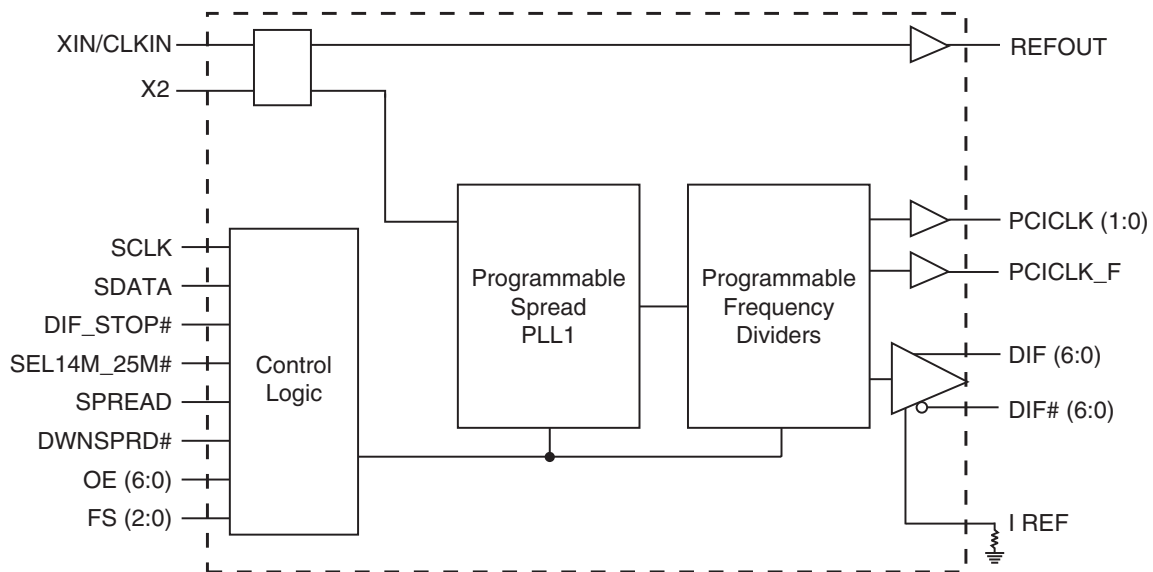 XIN/CLKIN
X2
REFOUT
PCICLK (1:0)
PCICLK_F
DIF (6:0)
DIF# (6:0)
I REF
SCLK
SDATA
DIF_STOP#
SEL14M_25M#
SPREAD
DWNSPRD#
OE (6:0)
FS (2:0)
Control
Logic
Programmable
Spread
PLL1
Programmable
Frequency
Dividers